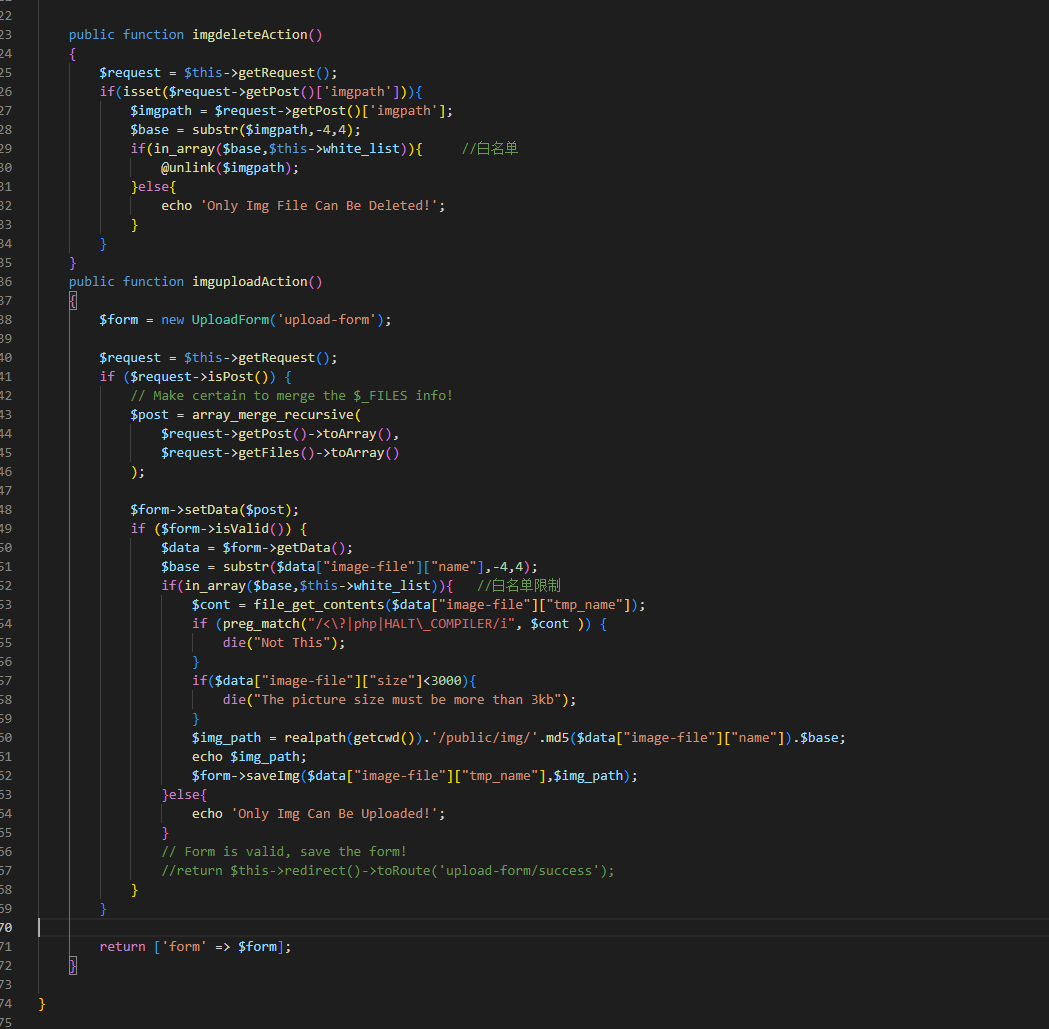 22
23 public function imgdeleteAction()
24 {
25 $request = $this->getRequest();
26 if(isset($request->getPost()['imgpath'])){
27 $imgpath = $request->getPost()['imgpath'];
28 $base = substr($imgpath,-4,4);
29 if(in_array($base,$this->white_list)){ //白名单
30 @unlink($imgpath);
31 }else{
32 echo 'Only Img File Can Be Deleted!';
33 }
34 }
35 }
36 public function imguploadAction()
37 {
38 $form = new UploadForm('upload-form');
39
40 $request = $this->getRequest();
41 if ($request->isPost()) {
42 // Make certain to merge the $_FILES info!
43 $post = array_merge_recursive(
44 $request->getPost()->toArray(),
45 $request->getFiles()->toArray()
46 );
47
48 $form->setData($post);
49 if ($form->isValid()) {
50 $data = $form->getData();
51 $base = substr($data["image-file"]["name"],-4,4);
52 if(in_array($base,$this->white_list)){ //白名单限制
53 $cont = file_get_contents($data["image-file"]["tmp_name"]);
54 if (preg_match("/<\?|php|HALT\_COMPILER/i", $cont )) {
55 die("Not This");
56 }
57 if($data["image-file"]["size"]<3000){
58 die("The picture size must be more than 3kb");
59 }
60 $img_path = realpath(getcwd()).'/public/img/'.md5($data["image-file"]["name"]).$base;
61 echo $img_path;
62 $form->saveImg($data["image-file"]["tmp_name"],$img_path);
63 }else{
64 echo 'Only Img Can Be Uploaded!';
65 }
66 // Form is valid, save the form!
67 //return $this->redirect()->toRoute('upload-form/success');
68 }
69 }
70
71 return ['form' => $form];
72 }
73
74 }
75